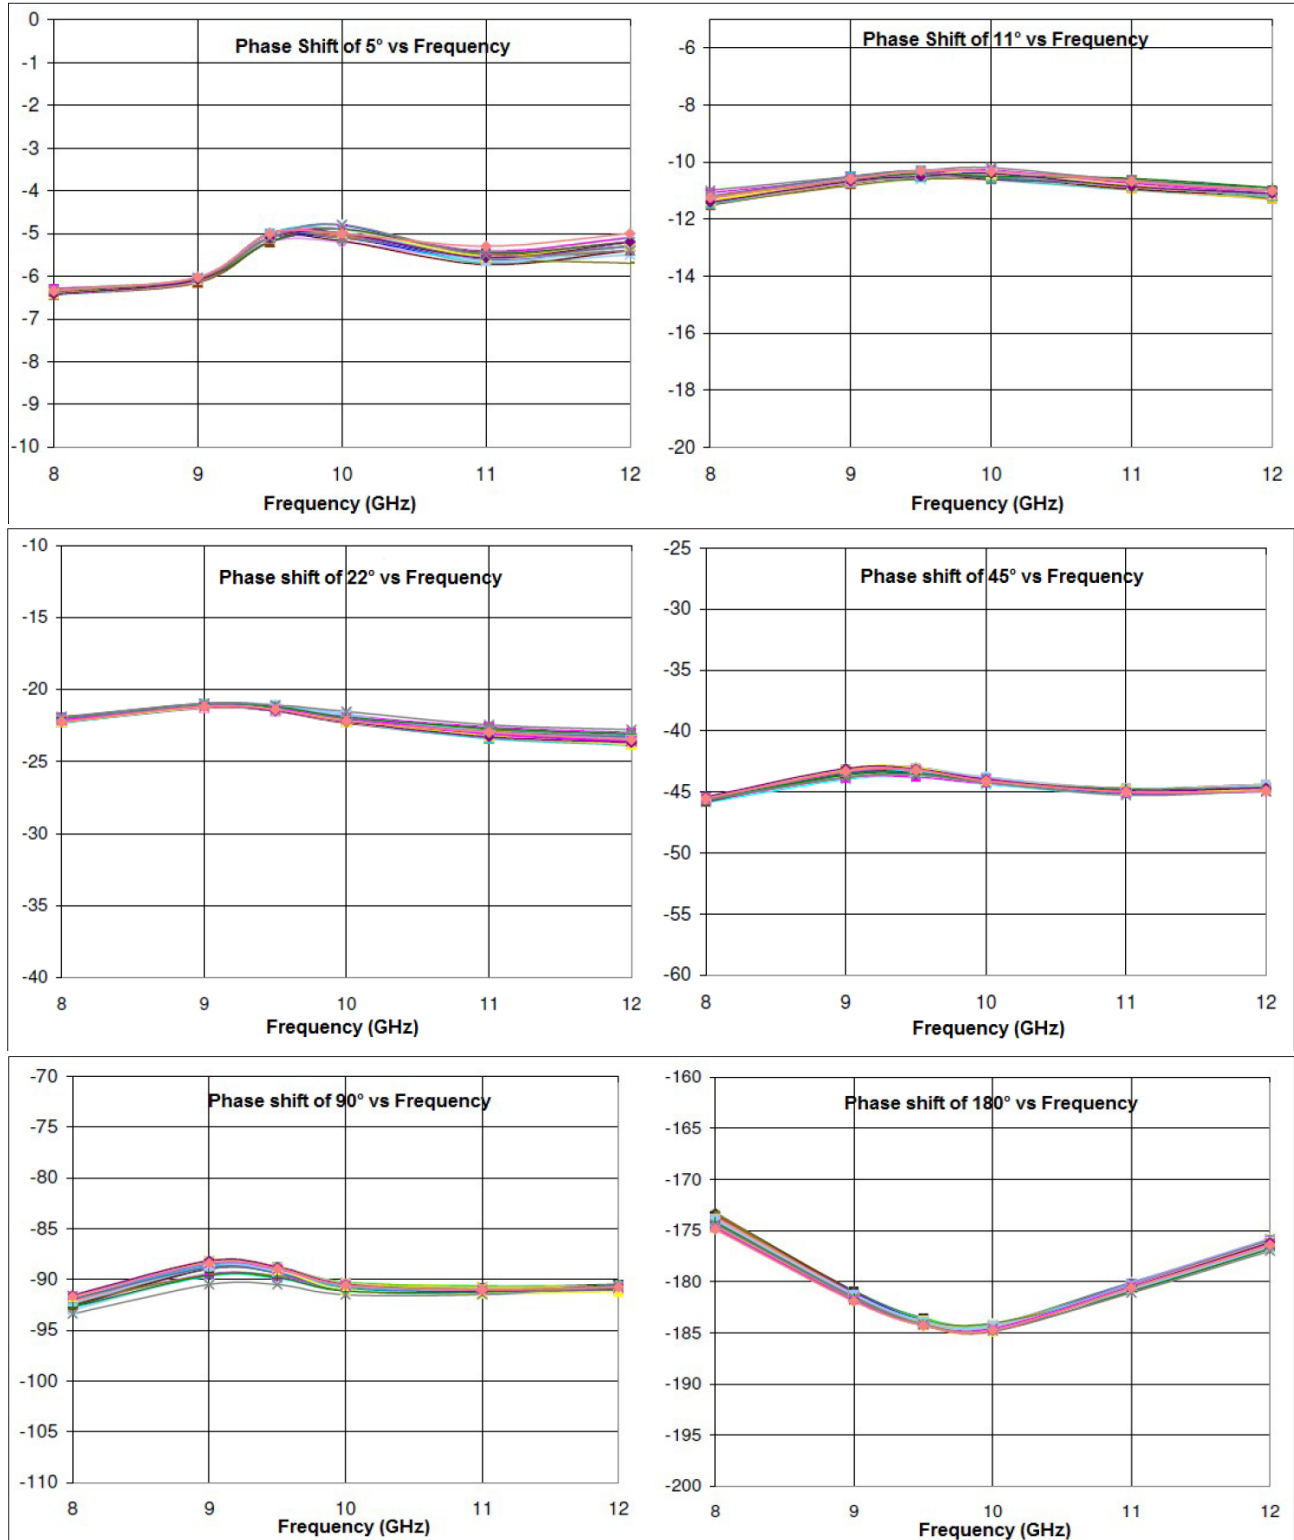 0
Phase Shift of 5° vs Frequency
-1
-2
-3
-4
-5
-6
-7
-8
-9
-10
8 9 10 11 12
Frequency (GHz)
Phase Shift of 11° vs Frequency
-6
-8
-10
-12
-14
-16
-18
-20
8 9 10 11 12
Frequency (GHz)
-10
Phase shift of 22° vs Frequency
-15
-20
-25
-30
-35
-40
8 9 10 11 12
Frequency (GHz)
-25
Phase shift of 45° vs Frequency
-30
-35
-40
-45
-50
-55
-60
8 9 10 11 12
Frequency (GHz)
-70
Phase shift of 90° vs Frequency
-75
-80
-85
-90
-95
-100
-105
-110
8 9 10 11 12
Frequency (GHz)
-160
Phase shift of 180° vs Frequency
-165
-170
-175
-180
-185
-190
-195
-200
8 9 10 11 12
Frequency (GHz)